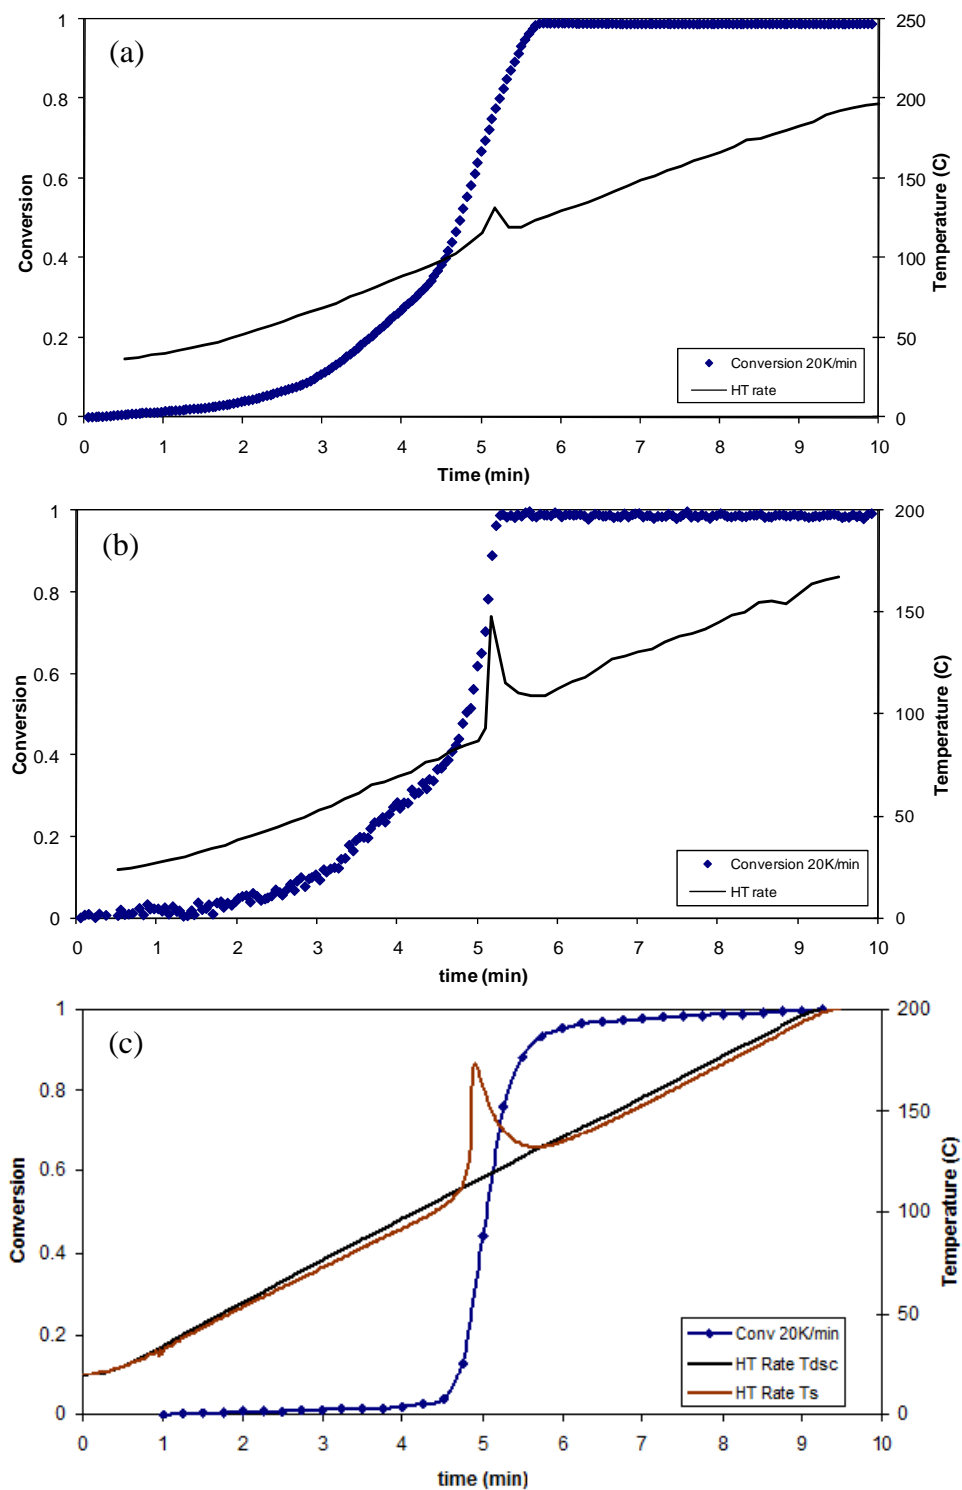 (a)
1
0.8
0.6
0.4
0.2
0
250
200
150
100
50
0
0 1 2 3 4 5 6 7 8 9 10
Conversion
Temperature (C)
Time (min)
Conversion 20K/min
HT rate
(b)
1
0.8
0.6
0.4
0.2
0
200
150
100
50
0
0 1 2 3 4 5 6 7 8 9 10
Conversion
Temperature (C)
time (min)
Conversion 20K/min
HT rate
(c)
1
0.8
0.6
0.4
0.2
0
200
150
100
50
0
0 1 2 3 4 5 6 7 8 9 10
Conversion
Temperature (C)
time (min)
Conv 20K/min
HT Rate Tdsc
HT Rate Ts